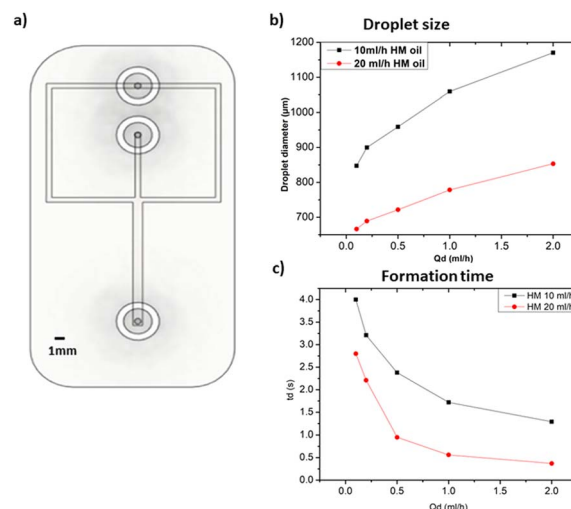 a)
1mm
b)
Droplet size
10ml/h HM oil
20 ml/h HM oil
Droplet diameter (µm)
1200
1100
1000
900
800
700
0.0 0.5 1.0 1.5 2.0
Qd (ml/h)
c)
Formation time
HM 10 ml/h
HM 20 ml/h
td (s)
4.0
3.5
3.0
2.5
2.0
1.5
1.0
0.5
0.0
0.0 0.5 1.0 1.5 2.0
Qd (ml/h)